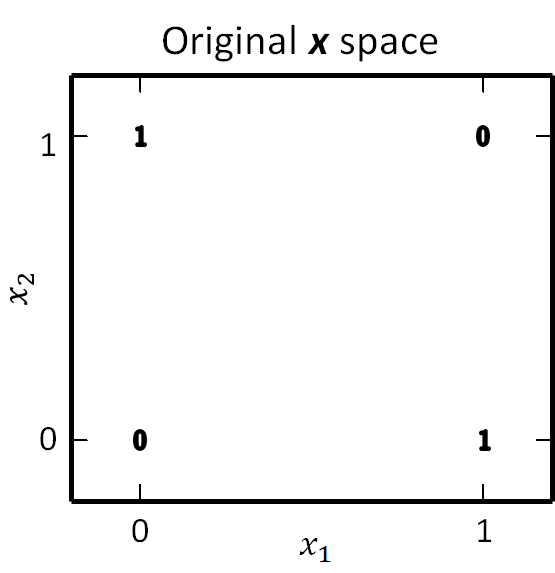 Original x space
1
1 0
x₂
0
0 1
0 1
x₁